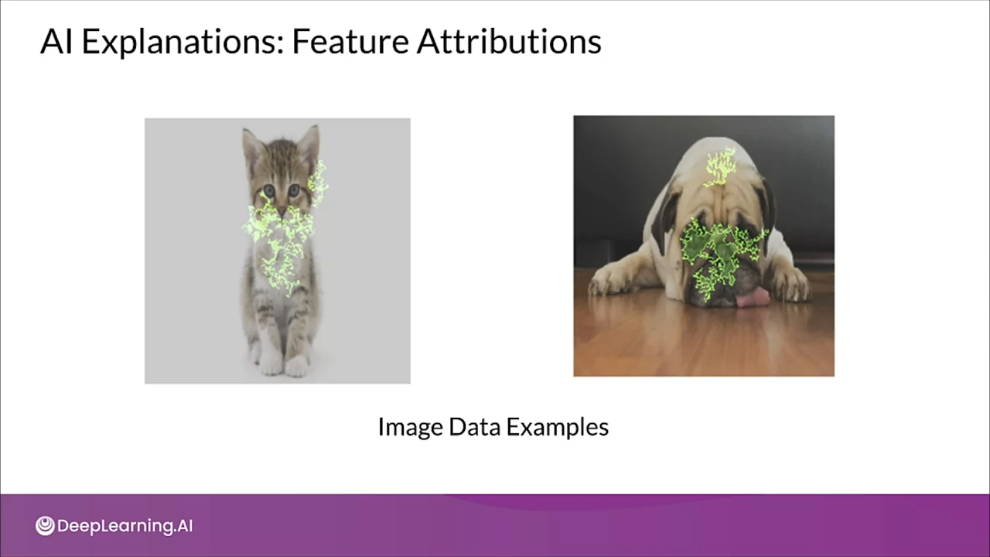 AI Explanations: Feature Attributions
Image Data Examples
DeepLearning.AI